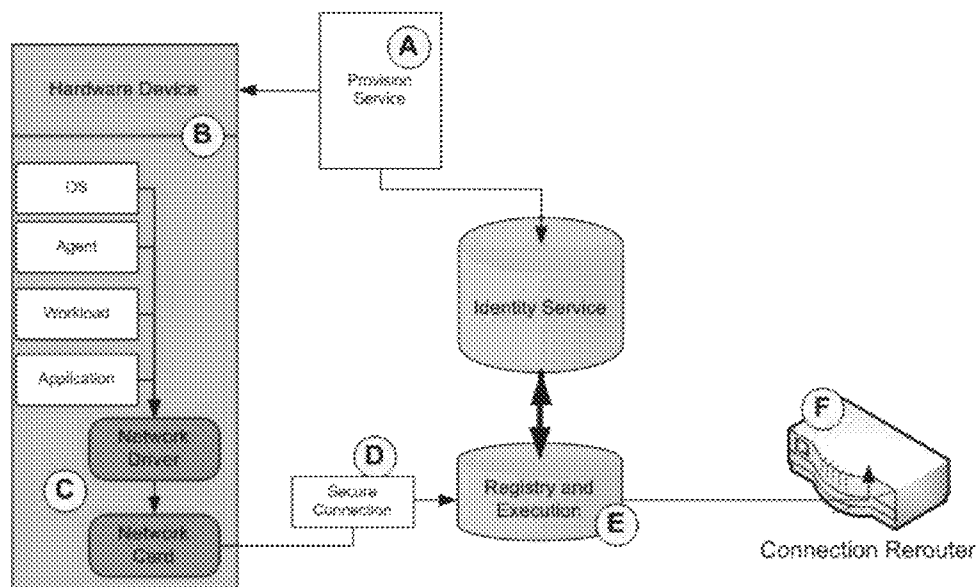 A
Provision
Service
Hardware Device
B
OS
Agent
Workload
Application
Identity Service
Network
Driver
C
Network
Card
D
Secure
Connection
Registry and
Execution
E
F
Connection Rerouter